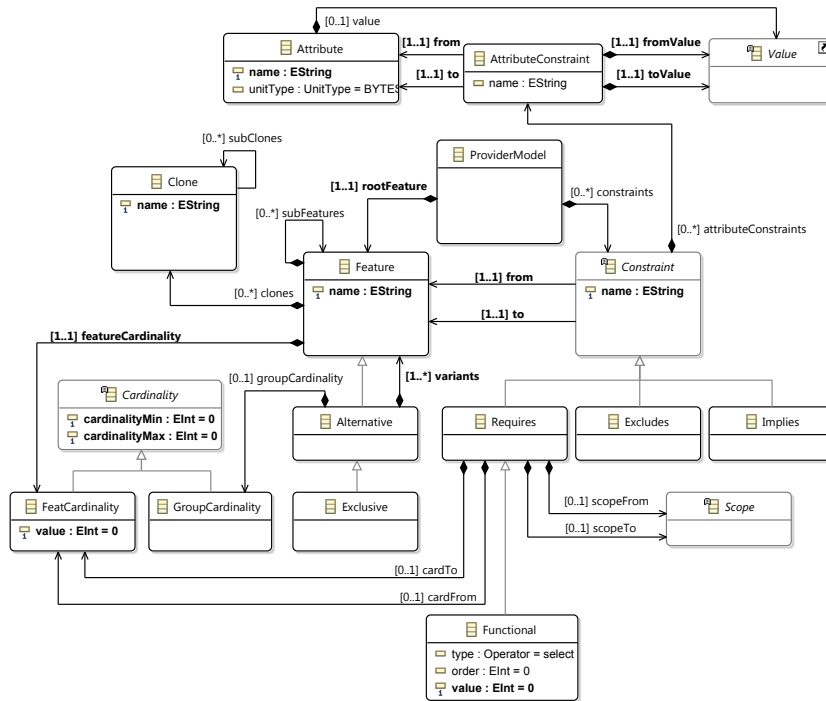 [0..1] value
Attribute
name : EString
unitType : UnitType = BYTES
[1..1] from
[1..1] to
AttributeConstraint
name : EString
[1..1] fromValue
[1..1] toValue
Value
[0..*] subClones
Clone
name : EString
ProviderModel
[1..1] rootFeature
[0..*] constraints
[0..*] subFeatures
[0..*] attributeConstraints
Feature
name : EString
[1..1] from
[1..1] to
Constraint
name : EString
[0..*] clones
[1..1] featureCardinality
[0..1] groupCardinality
[1..*] variants
Cardinality
cardinalityMin : EInt = 0
cardinalityMax : EInt = 0
Alternative
Requires
Excludes
Implies
FeatCardinality
value : EInt = 0
GroupCardinality
Exclusive
[0..1] scopeFrom
[0..1] scopeTo
Scope
[0..1] cardTo
[0..1] cardFrom
Functional
type : Operator = select
order : EInt = 0
value : EInt = 0